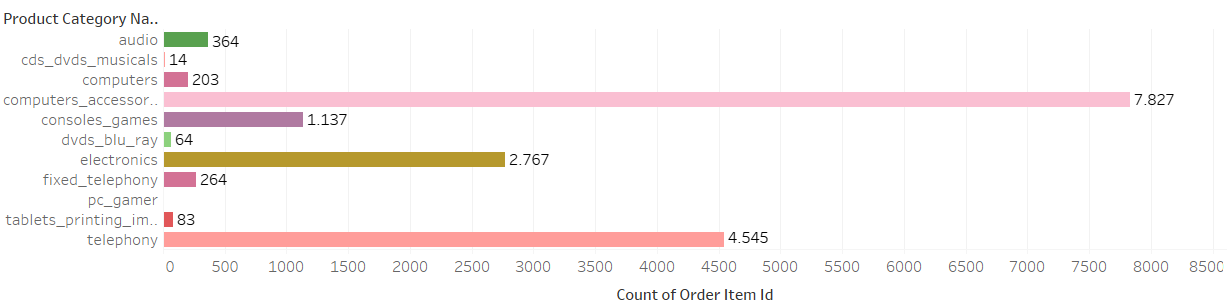 Product Category Na..
audio 364
cds_dvds_musicals 14
computers 203
computers_accessor.. 7.827
consoles_games 1.137
dvds_blu_ray 64
electronics 2.767
fixed_telephony 264
pc_gamer
tablets_printing_im.. 83
telephony 4.545
0 500 1000 1500 2000 2500 3000 3500 4000 4500 5000 5500 6000 6500 7000 7500 8000 8500
Count of Order Item Id